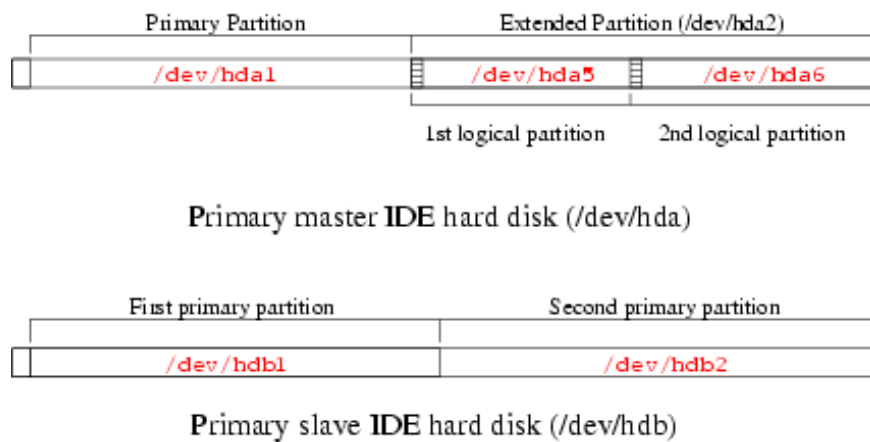 Primary Partition Extended Partition (/dev/hda2)
/dev/hda1 /dev/hda5 /dev/hda6
1st logical partition 2nd logical partition
Primary master IDE hard disk (/dev/hda)
First primary partition Second primary partition
/dev/hdb1 /dev/hdb2
Primary slave IDE hard disk (/dev/hdb)